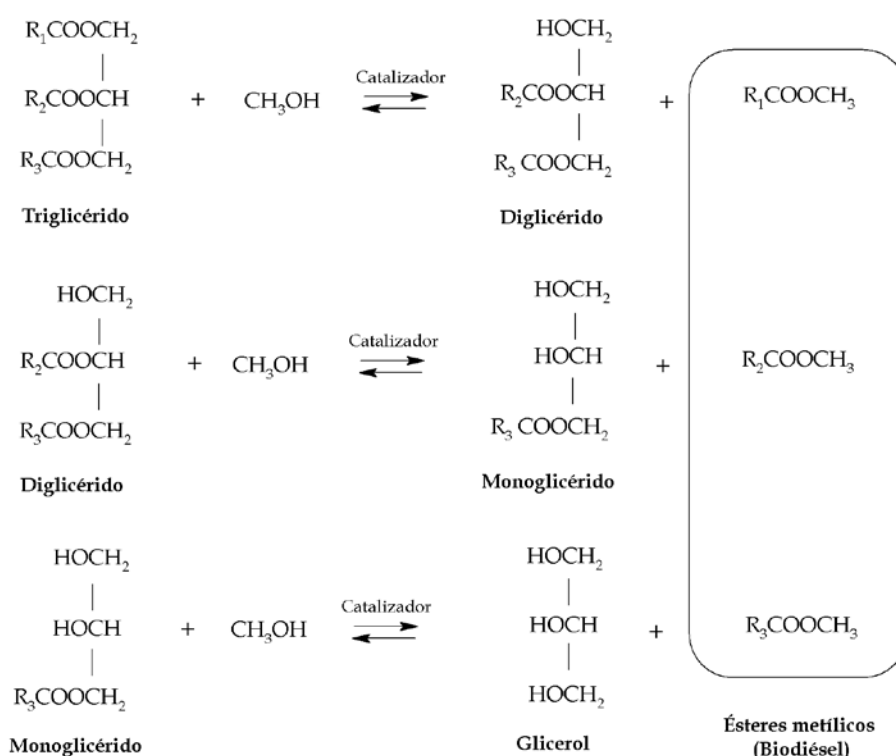 R₁COOCH₂ HOCH₂
R₂COOCH + CH₃OH Catalizador R₂COOCH + R₁COOCH₃
R₃COOCH₂ R₃ COOCH₂
Triglicérido Diglicérido
HOCH₂ HOCH₂
R₂COOCH + CH₃OH Catalizador HOCH + R₂COOCH₃
R₃COOCH₂ R₃ COOCH₂
Diglicérido Monoglicérido
HOCH₂ HOCH₂
HOCH + CH₃OH Catalizador HOCH + R₃COOCH₃
R₃COOCH₂ HOCH₂
Monoglicérido Glicerol Ésteres metílicos
(Biodiésel)